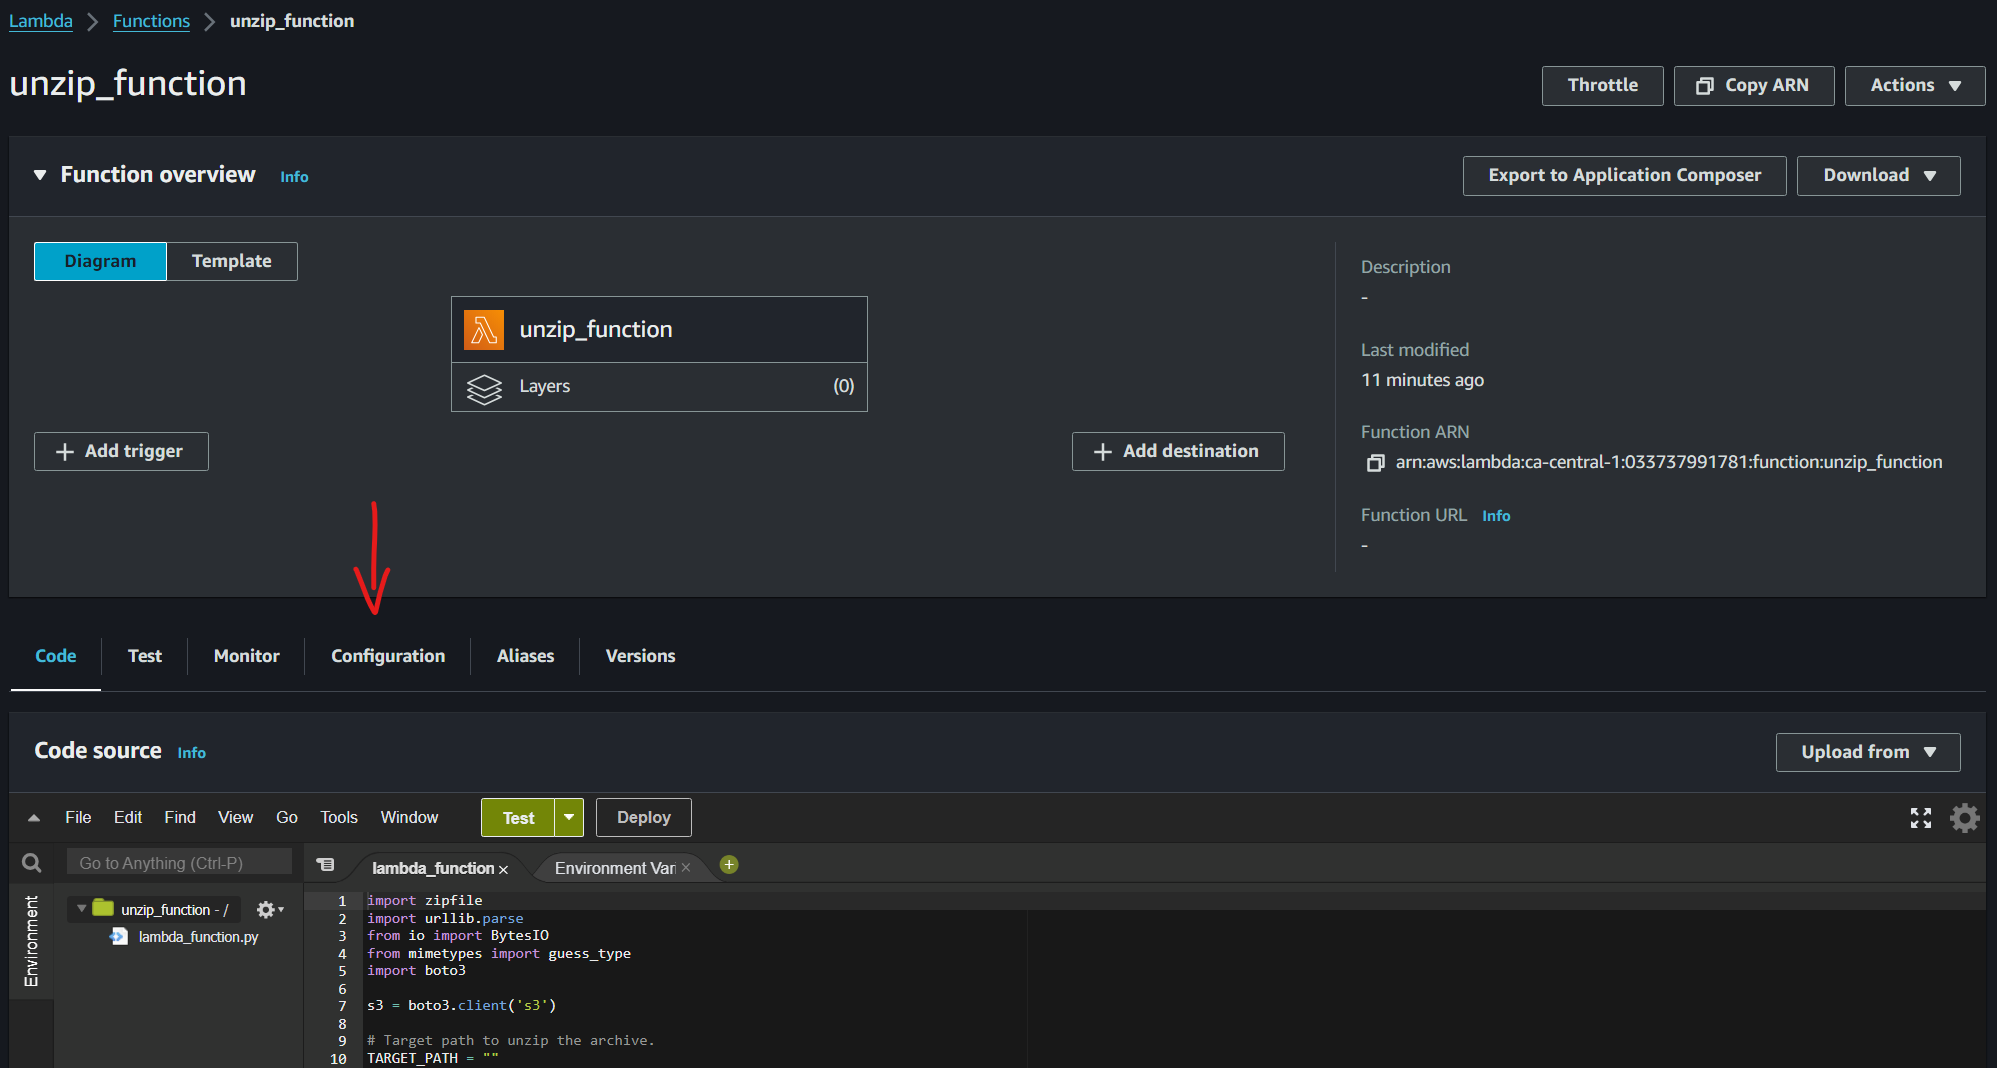 Lambda > Functions > unzip_function
unzip_function
Throttle
Copy ARN
Actions
Function overview Info
Export to Application Composer
Download
Diagram
Template
unzip_function
Layers (0)
+ Add trigger
+ Add destination
Description
-
Last modified
11 minutes ago
Function ARN
arn:aws:lambda:ca-central-1:033737991781:function:unzip_function
Function URL Info
-
Code
Test
Monitor
Configuration
Aliases
Versions
Code source Info
Upload from
File Edit Find View Go Tools Window
Test
Deploy
Go to Anything (Ctrl-P)
lambda_function ×
Environment Vari ×
Environment
unzip_function - /
lambda_function.py
1 import zipfile
2 import urllib.parse
3 from io import BytesIO
4 from mimetypes import guess_type
5 import boto3
6
7 s3 = boto3.client('s3')
8
9 # Target path to unzip the archive.
10 TARGET_PATH = ""